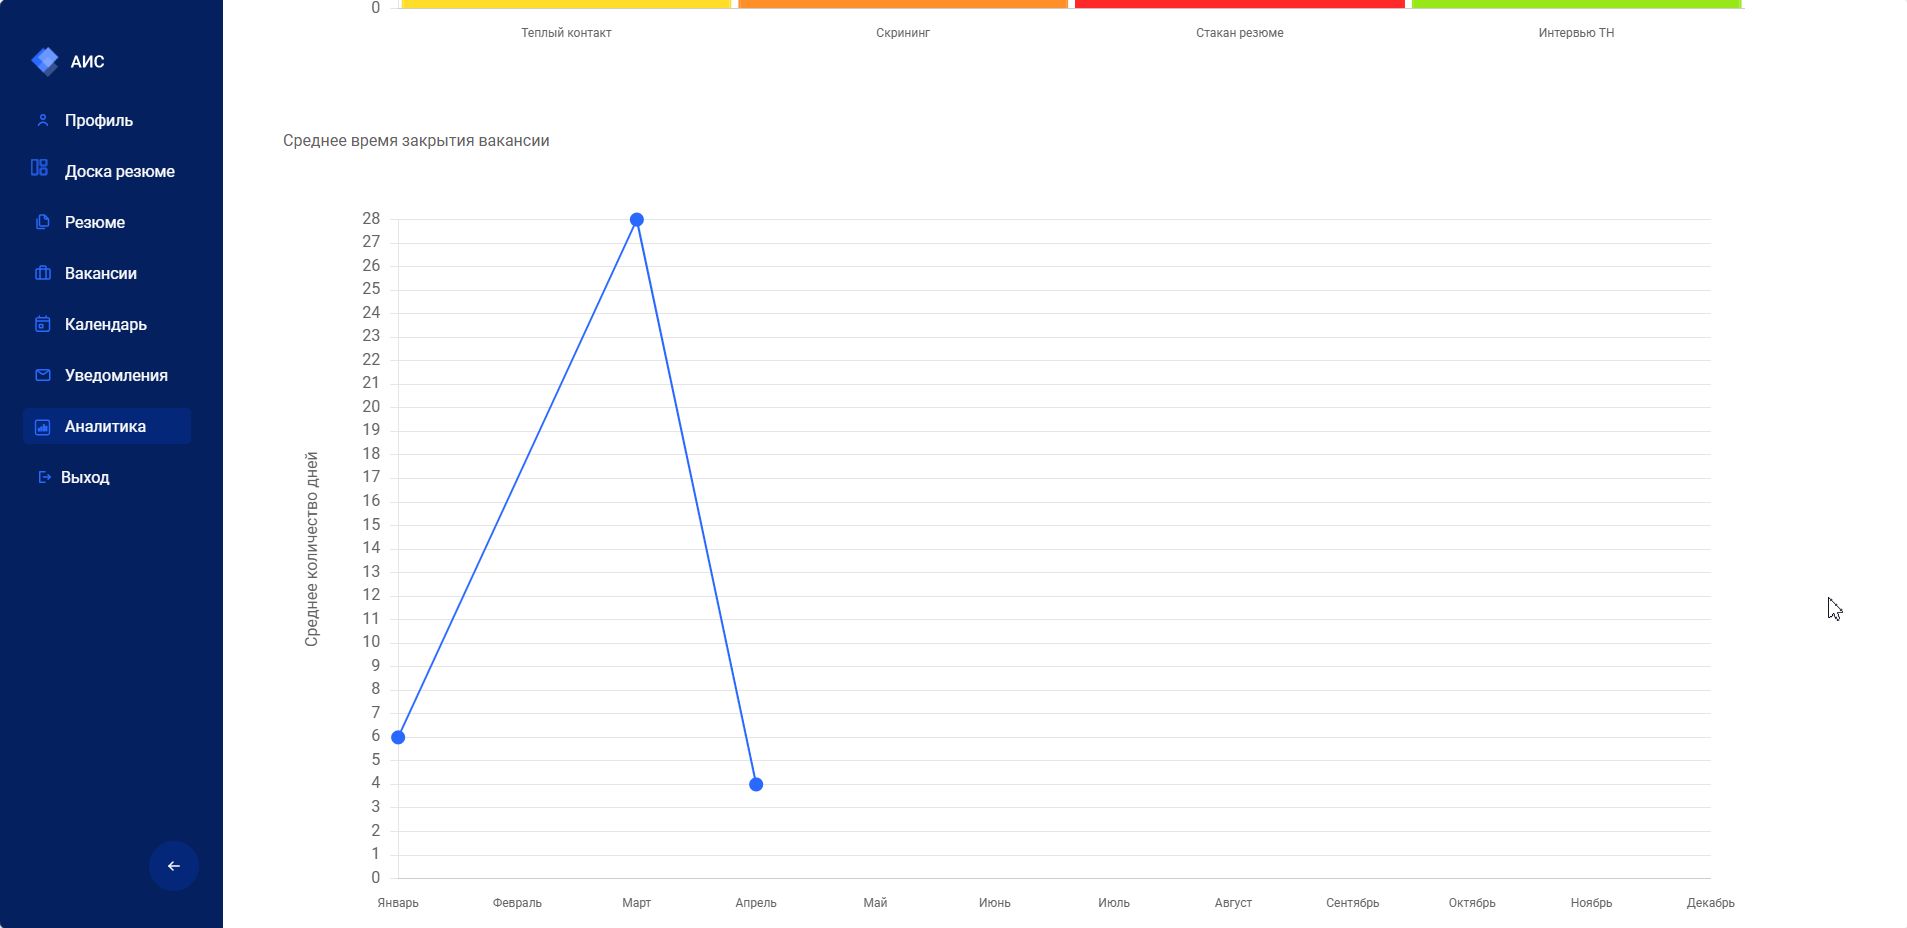 АИС
Профиль
Доска резюме
Резюме
Вакансии
Календарь
Уведомления
Аналитика
Выход
0
Теплый контакт
Скрининг
Стакан резюме
Интервью ТН
Среднее время закрытия вакансии
Среднее количество дней
28
27
26
25
24
23
22
21
20
19
18
17
16
15
14
13
12
11
10
9
8
7
6
5
4
3
2
1
0
Январь
Февраль
Март
Апрель
Май
Июнь
Июль
Август
Сентябрь
Октябрь
Ноябрь
Декабрь